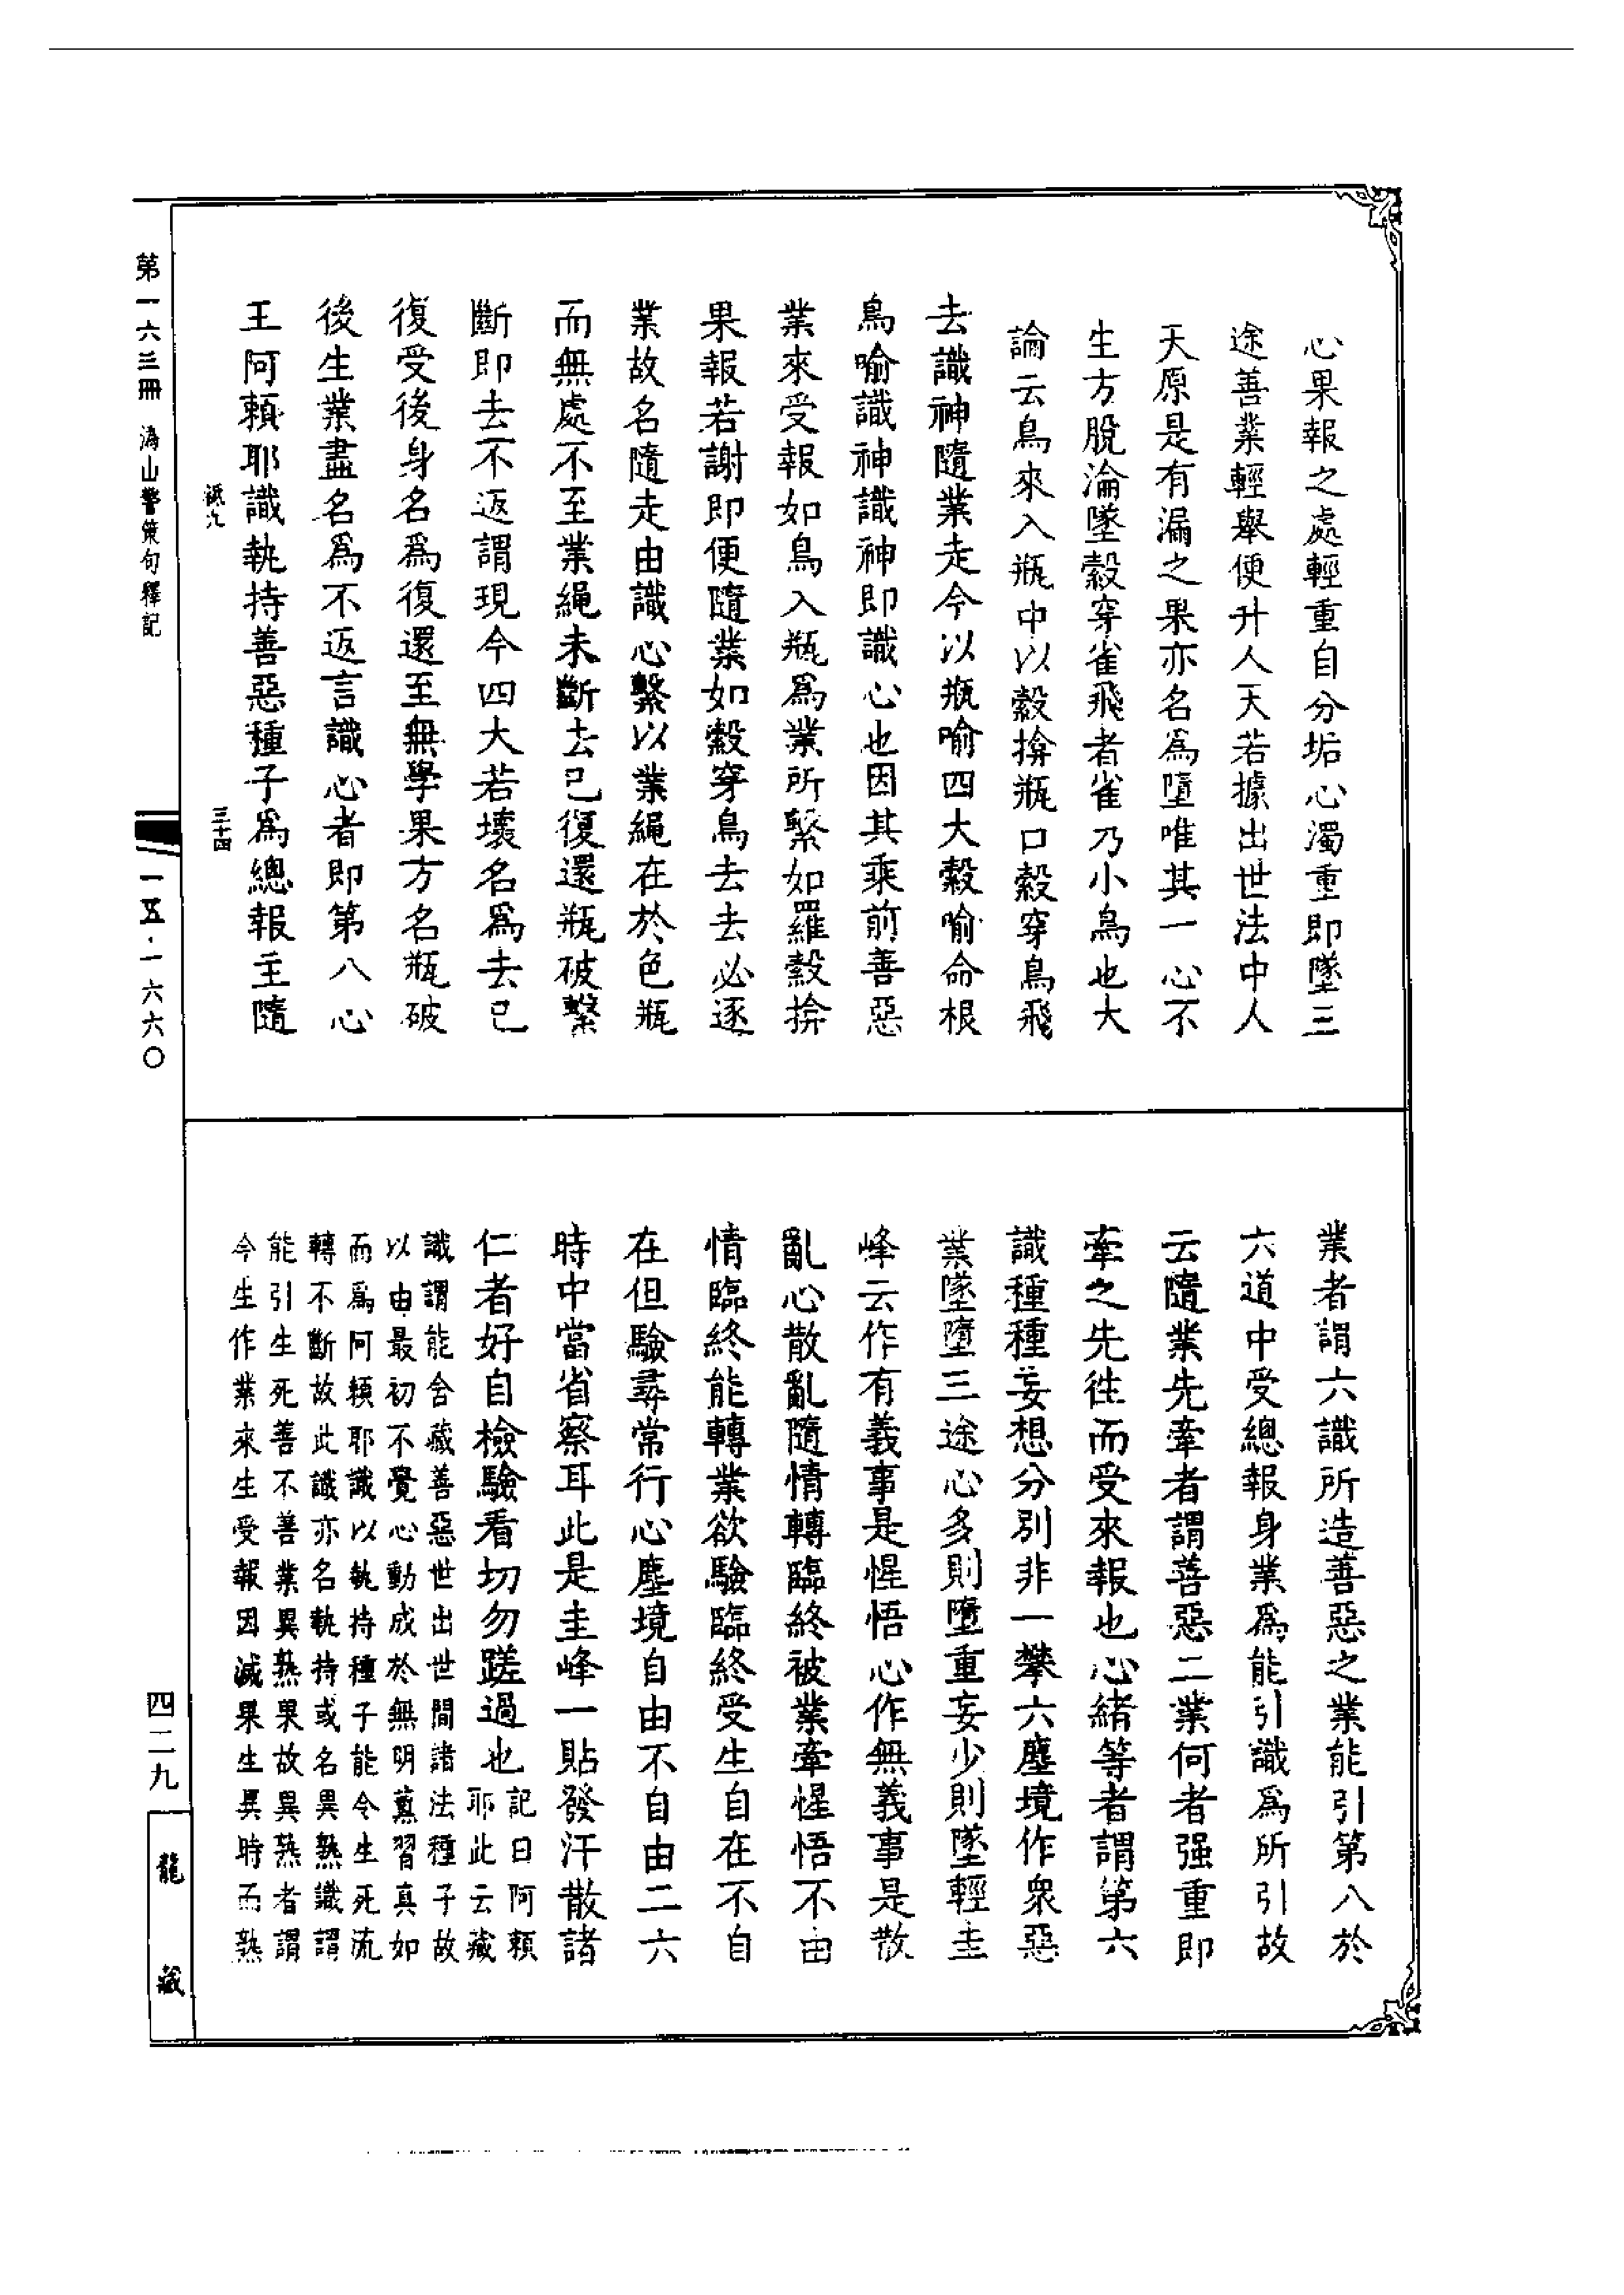 心果報之處輕重自分垢心濁重即墜三
途善業輕舉便升人天若據出世法中人
天原是有漏之果亦名為墮唯其一心不
生方脫淪墜縠穿雀飛者雀乃小鳥也大
論云鳥來入瓶中以縠揜瓶口縠穿鳥飛
去識神隨業走今以瓶喻四大縠喻命根
鳥喻識神識神即識心也因其乘前善惡
業來受報如鳥入瓶為業所繫如羅縠揜
果報若謝即便隨業如縠穿鳥去去必逐
業故名隨走由識心繫以業繩在於色瓶
而無處不至業繩未斷去已復還瓶破繫
斷即去不返謂現今四大若壞名為去已
復受後身名為復還至無學果方名瓶破
後生業盡名為不返言識心者即第八心
王阿賴耶識執持善惡種子為總報主隨
業者謂六識所造善惡之業能引第八於
六道中受總報身業為能引識為所引故
云隨業先牽者謂善惡二業何者强重即
牽之先往而受來報也心緒等者謂第六
識種種妄想分別非一攀六塵境作衆惡
業墜墮三途心多則墮重妄少則墜輕圭
峰云作有義事是惺悟心作無義事是散
亂心散亂隨情轉臨終被業牽惺悟不由
情臨終能轉業欲驗臨終受生自在不自
在但驗尋常行心塵境自由不自由二六
時中當省察耳此是圭峰一貼發汗散諸
仁者好自檢驗看切勿蹉過也記曰阿賴
耶此云藏
識謂能含藏善惡世出世間諸法種子故
以由最初不覺心動成於無明薰習真如
而為阿賴耶識以執持種子能令生死流
轉不斷故此識亦名執持或名異熟識謂
能引生死善不善業異熟果故異熟者謂
今生作業來生受報因滅果生異時而熟
第一六三冊 溈山警策句釋記
三十四
一五·一六六〇
四二九
龍藏